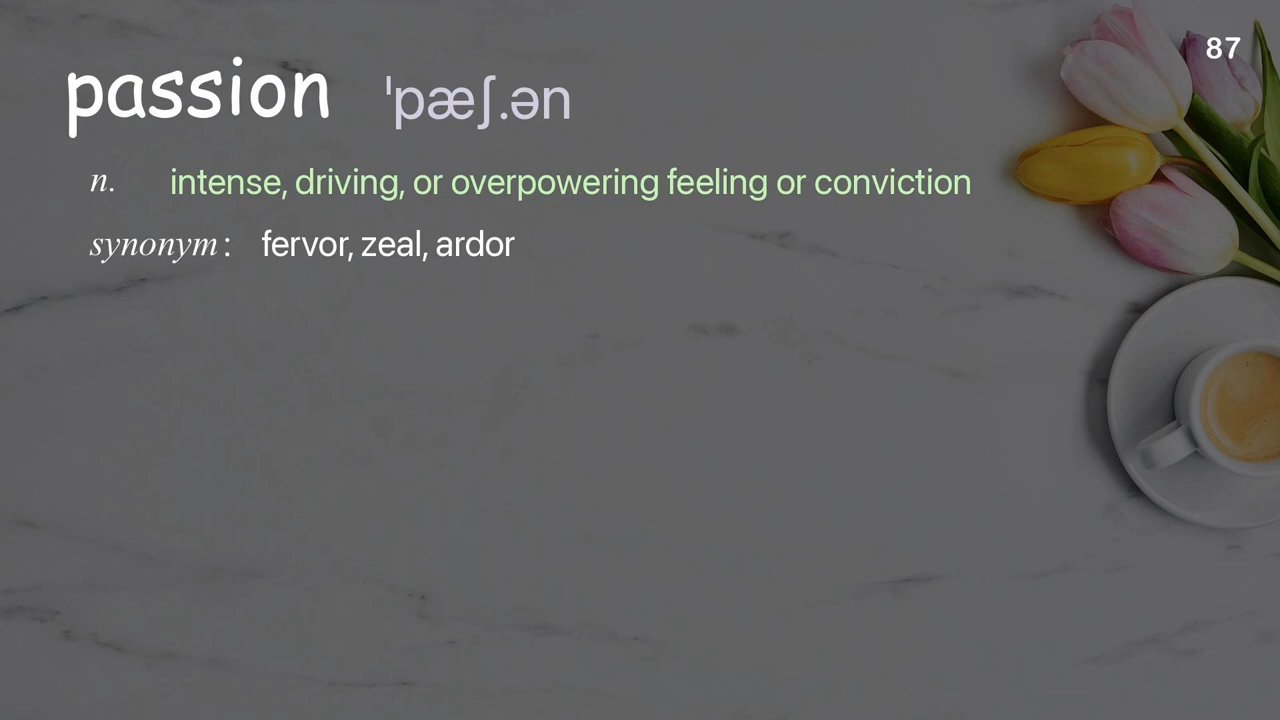 87
passion ˈpæʃ.ən
n. intense, driving, or overpowering feeling or conviction
synonym: fervor, zeal, ardor